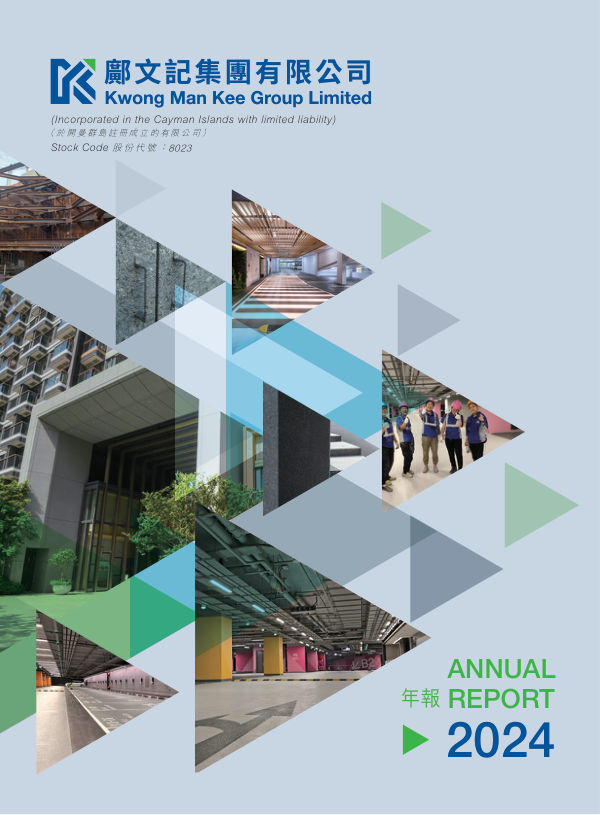 鄺文記集團有限公司
Kwong Man Kee Group Limited
(Incorporated in the Cayman Islands with limited liability)
(於開曼群島註冊成立的有限公司)
Stock Code 股份代號：8023
ANNUAL
年報 REPORT
2024